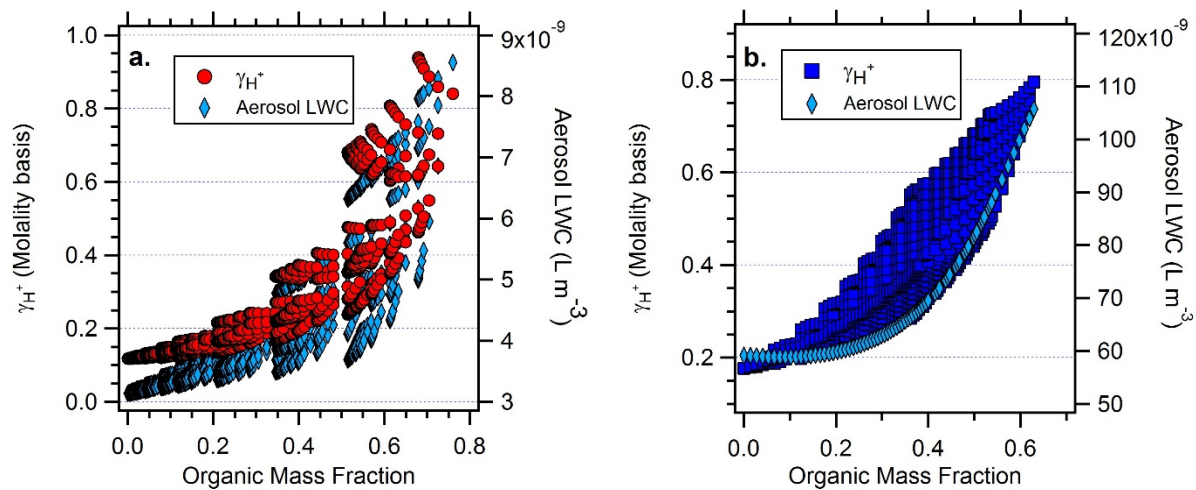 a.
γH+
Aerosol LWC
1.0
0.8
0.6
0.4
0.2
0.0
γH+ (Molality basis)
9x10-9
8
7
6
5
4
3
Aerosol LWC (L m-3)
0.0 0.2 0.4 0.6 0.8
Organic Mass Fraction
b.
γH+
Aerosol LWC
0.8
0.6
0.4
0.2
γH+ (Molality basis)
120x10-9
110
100
90
80
70
60
50
Aerosol LWC (L m-3)
0.0 0.2 0.4 0.6
Organic Mass Fraction